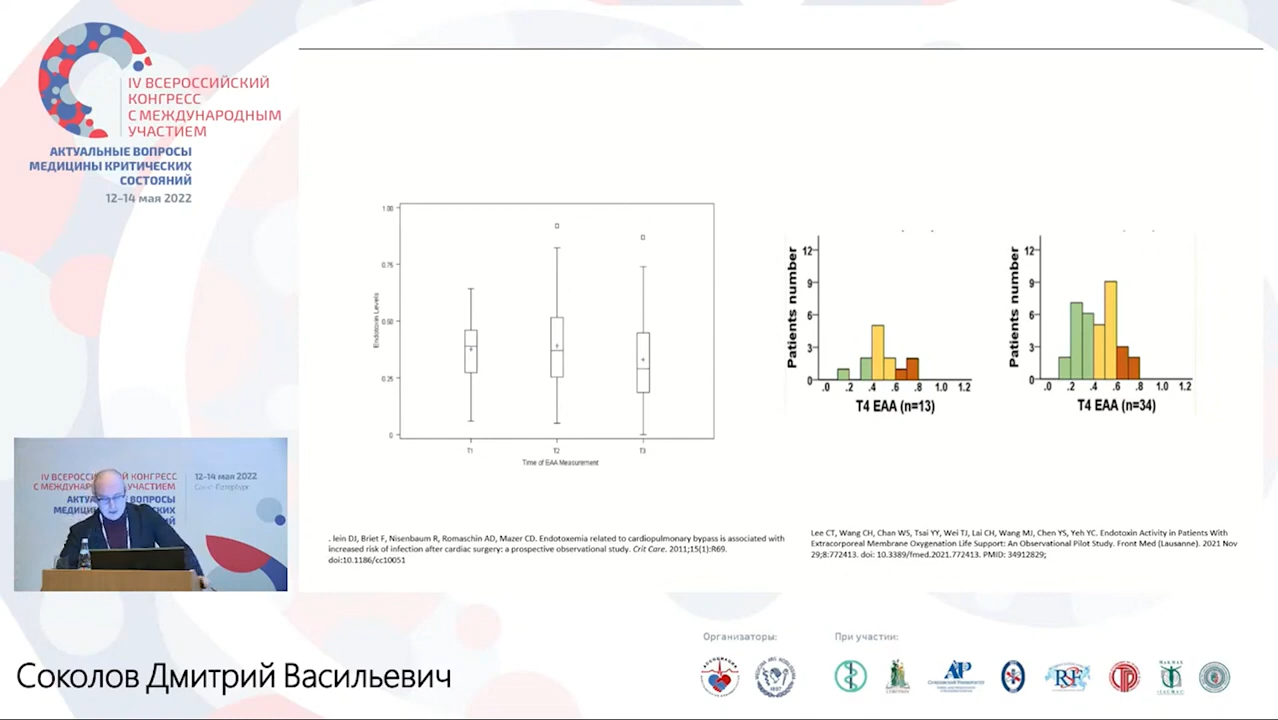 IV ВСЕРОССИЙСКИЙ
КОНГРЕСС
С МЕЖДУНАРОДНЫМ
УЧАСТИЕМ
АКТУАЛЬНЫЕ ВОПРОСЫ
МЕДИЦИНЫ КРИТИЧЕСКИХ
СОСТОЯНИЙ
12–14 мая 2022
1.00
0.75
0.50
0.25
0
Endotoxin Levels
T1 T2 T3
Time of EAA Measurement
Patients number
12
9
6
3
0
.0 .2 .4 .6 .8 1.0 1.2
T4 EAA (n=13)
Patients number
12
9
6
3
0
.0 .2 .4 .6 .8 1.0 1.2
T4 EAA (n=34)
. lein DJ, Briet F, Nisenbaum R, Romaschin AD, Mazer CD. Endotoxemia related to cardiopulmonary bypass is associated with
increased risk of infection after cardiac surgery: a prospective observational study. Crit Care. 2011;15(1):R69.
doi:10.1186/cc10051
Lee CT, Wang CH, Chan WS, Tsai YY, Wei TJ, Lai CH, Wang MJ, Chen YS, Yeh YC. Endotoxin Activity in Patients With
Extracorporeal Membrane Oxygenation Life Support: An Observational Pilot Study. Front Med (Lausanne). 2021 Nov
29;8:772413. doi: 10.3389/fmed.2021.772413. PMID: 34912829;
IV ВСЕРОССИЙСКИЙ КОНГРЕСС
С МЕЖДУНАРОДНЫМ УЧАСТИЕМ
12–14 мая 2022
Санкт-Петербург
Организаторы:
При участии:
Соколов Дмитрий Васильевич